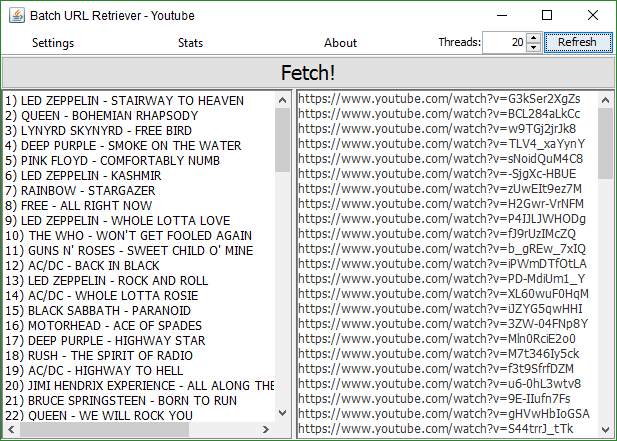 Batch URL Retriever - Youtube
Settings Stats About Threads: 20 Refresh
Fetch!
1) LED ZEPPELIN - STAIRWAY TO HEAVEN
2) QUEEN - BOHEMIAN RHAPSODY
3) LYNYRD SKYNYRD - FREE BIRD
4) DEEP PURPLE - SMOKE ON THE WATER
5) PINK FLOYD - COMFORTABLY NUMB
6) LED ZEPPELIN - KASHMIR
7) RAINBOW - STARGAZER
8) FREE - ALL RIGHT NOW
9) LED ZEPPELIN - WHOLE LOTTA LOVE
10) THE WHO - WON'T GET FOOLED AGAIN
11) GUNS N' ROSES - SWEET CHILD O' MINE
12) AC/DC - BACK IN BLACK
13) LED ZEPPELIN - ROCK AND ROLL
14) AC/DC - WHOLE LOTTA ROSIE
15) BLACK SABBATH - PARANOID
16) MOTORHEAD - ACE OF SPADES
17) DEEP PURPLE - HIGHWAY STAR
18) RUSH - THE SPIRIT OF RADIO
19) AC/DC - HIGHWAY TO HELL
20) JIMI HENDRIX EXPERIENCE - ALL ALONG THE
21) BRUCE SPRINGSTEEN - BORN TO RUN
22) QUEEN - WE WILL ROCK YOU
https://www.youtube.com/watch?v=G3kSer2XgZs
https://www.youtube.com/watch?v=BCL284aLkCc
https://www.youtube.com/watch?v=w9TGj2jrJk8
https://www.youtube.com/watch?v=TLV4_xaYynY
https://www.youtube.com/watch?v=sNoidQuM4C8
https://www.youtube.com/watch?v=-SjgXc-HBUE
https://www.youtube.com/watch?v=zUwEIt9ez7M
https://www.youtube.com/watch?v=H2Gwr-VrNFM
https://www.youtube.com/watch?v=P4IJLJWHODg
https://www.youtube.com/watch?v=fJ9rUzIMcZQ
https://www.youtube.com/watch?v=b_gREw_7xIQ
https://www.youtube.com/watch?v=iPWmDTfOtLA
https://www.youtube.com/watch?v=PD-MdiUm1_Y
https://www.youtube.com/watch?v=XL60wuF0HqM
https://www.youtube.com/watch?v=iJZYG5qwHHI
https://www.youtube.com/watch?v=3ZW-04FNp8Y
https://www.youtube.com/watch?v=Mln0RciE2o0
https://www.youtube.com/watch?v=M7t346Iy5ck
https://www.youtube.com/watch?v=f3t9SfrfDZM
https://www.youtube.com/watch?v=u6-0hL3wtv8
https://www.youtube.com/watch?v=9E-IIufn7Fs
https://www.youtube.com/watch?v=gHVwHbIoGSA
https://www.youtube.com/watch?v=S44trrJ_tTk